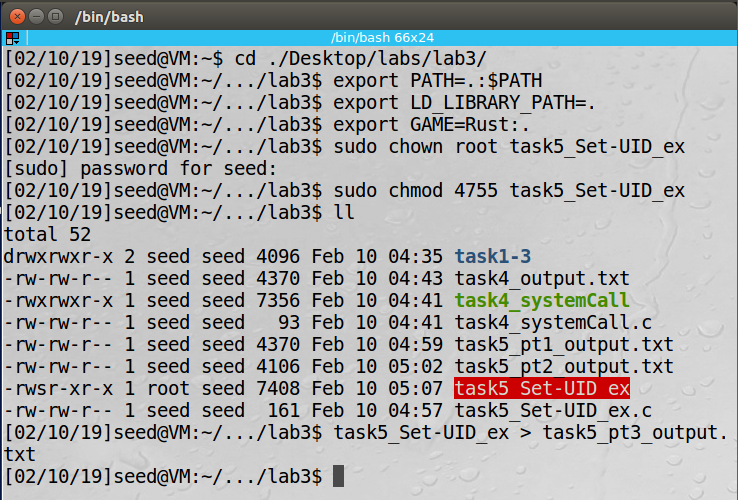 /bin/bash
/bin/bash 66x24
[02/10/19]seed@VM:~$ cd ./Desktop/labs/lab3/
[02/10/19]seed@VM:~/.../lab3$ export PATH=.:$PATH
[02/10/19]seed@VM:~/.../lab3$ export LD_LIBRARY_PATH=.
[02/10/19]seed@VM:~/.../lab3$ export GAME=Rust:.
[02/10/19]seed@VM:~/.../lab3$ sudo chown root task5_Set-UID_ex
[sudo] password for seed:
[02/10/19]seed@VM:~/.../lab3$ sudo chmod 4755 task5_Set-UID_ex
[02/10/19]seed@VM:~/.../lab3$ ll
total 52
drwxrwxr-x 2 seed seed 4096 Feb 10 04:35 task1-3
-rw-rw-r-- 1 seed seed 4370 Feb 10 04:43 task4_output.txt
-rwxrwxr-x 1 seed seed 7356 Feb 10 04:41 task4_systemCall
-rw-rw-r-- 1 seed seed   93 Feb 10 04:41 task4_systemCall.c
-rw-rw-r-- 1 seed seed 4370 Feb 10 04:59 task5_pt1_output.txt
-rw-rw-r-- 1 seed seed 4106 Feb 10 05:02 task5_pt2_output.txt
-rwsr-xr-x 1 root seed 7408 Feb 10 05:07 task5_Set-UID_ex
-rw-rw-r-- 1 seed seed  161 Feb 10 04:57 task5_Set-UID_ex.c
[02/10/19]seed@VM:~/.../lab3$ task5_Set-UID_ex > task5_pt3_output.
txt
[02/10/19]seed@VM:~/.../lab3$